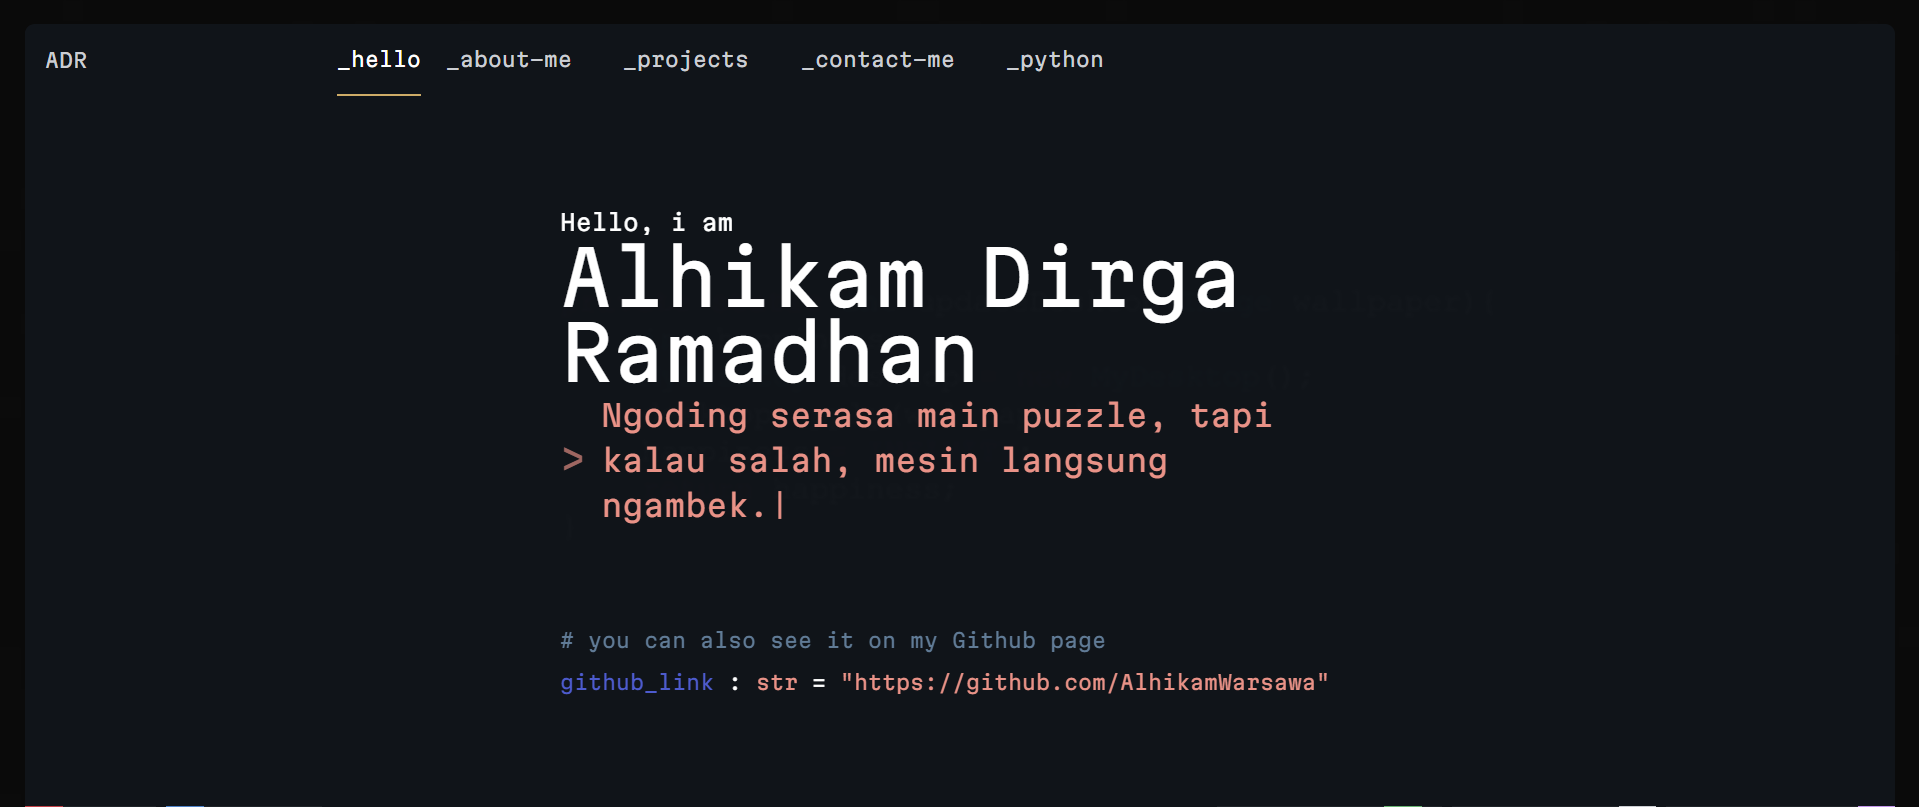 ADR _hello _about-me _projects _contact-me _python
Hello, i am
Alhikam Dirga
Ramadhan
Ngoding serasa main puzzle, tapi
> kalau salah, mesin langsung
ngambek.|
# you can also see it on my Github page
github_link : str = "https://github.com/AlhikamWarsawa"